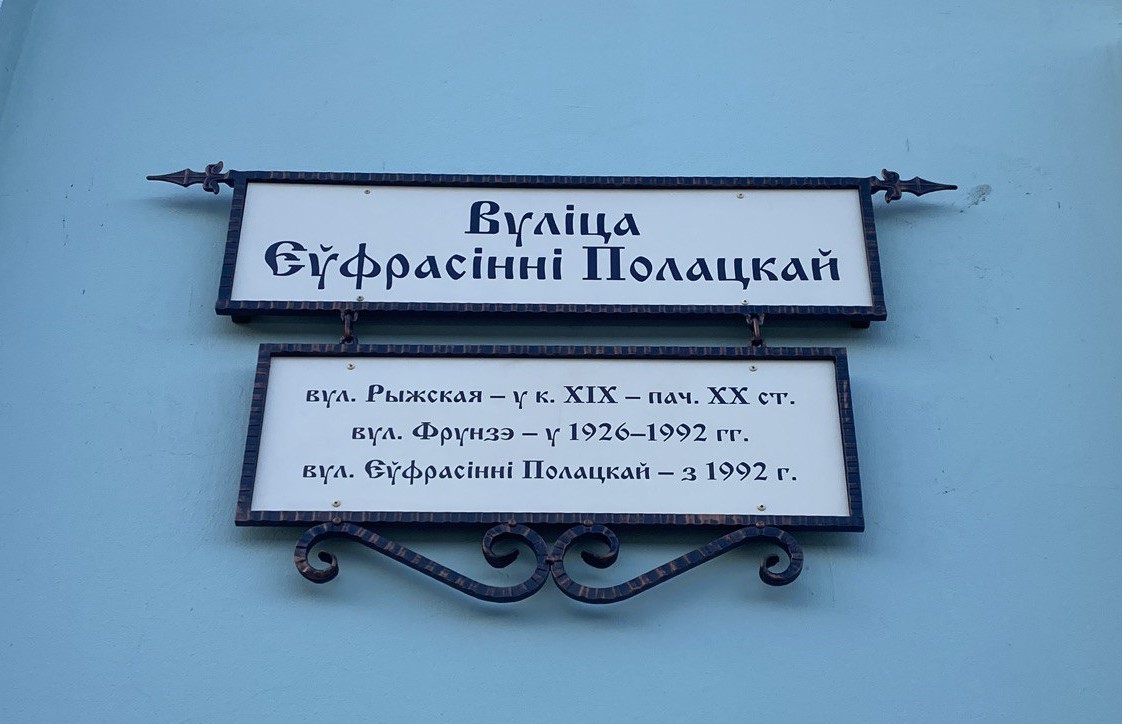 Вуліца
Еўфрасінні Полацкай
вул. Рыжская – у к. XIX – пач. XX ст.
вул. Фрунзэ – у 1926–1992 гг.
вул. Еўфрасінні Полацкай – з 1992 г.